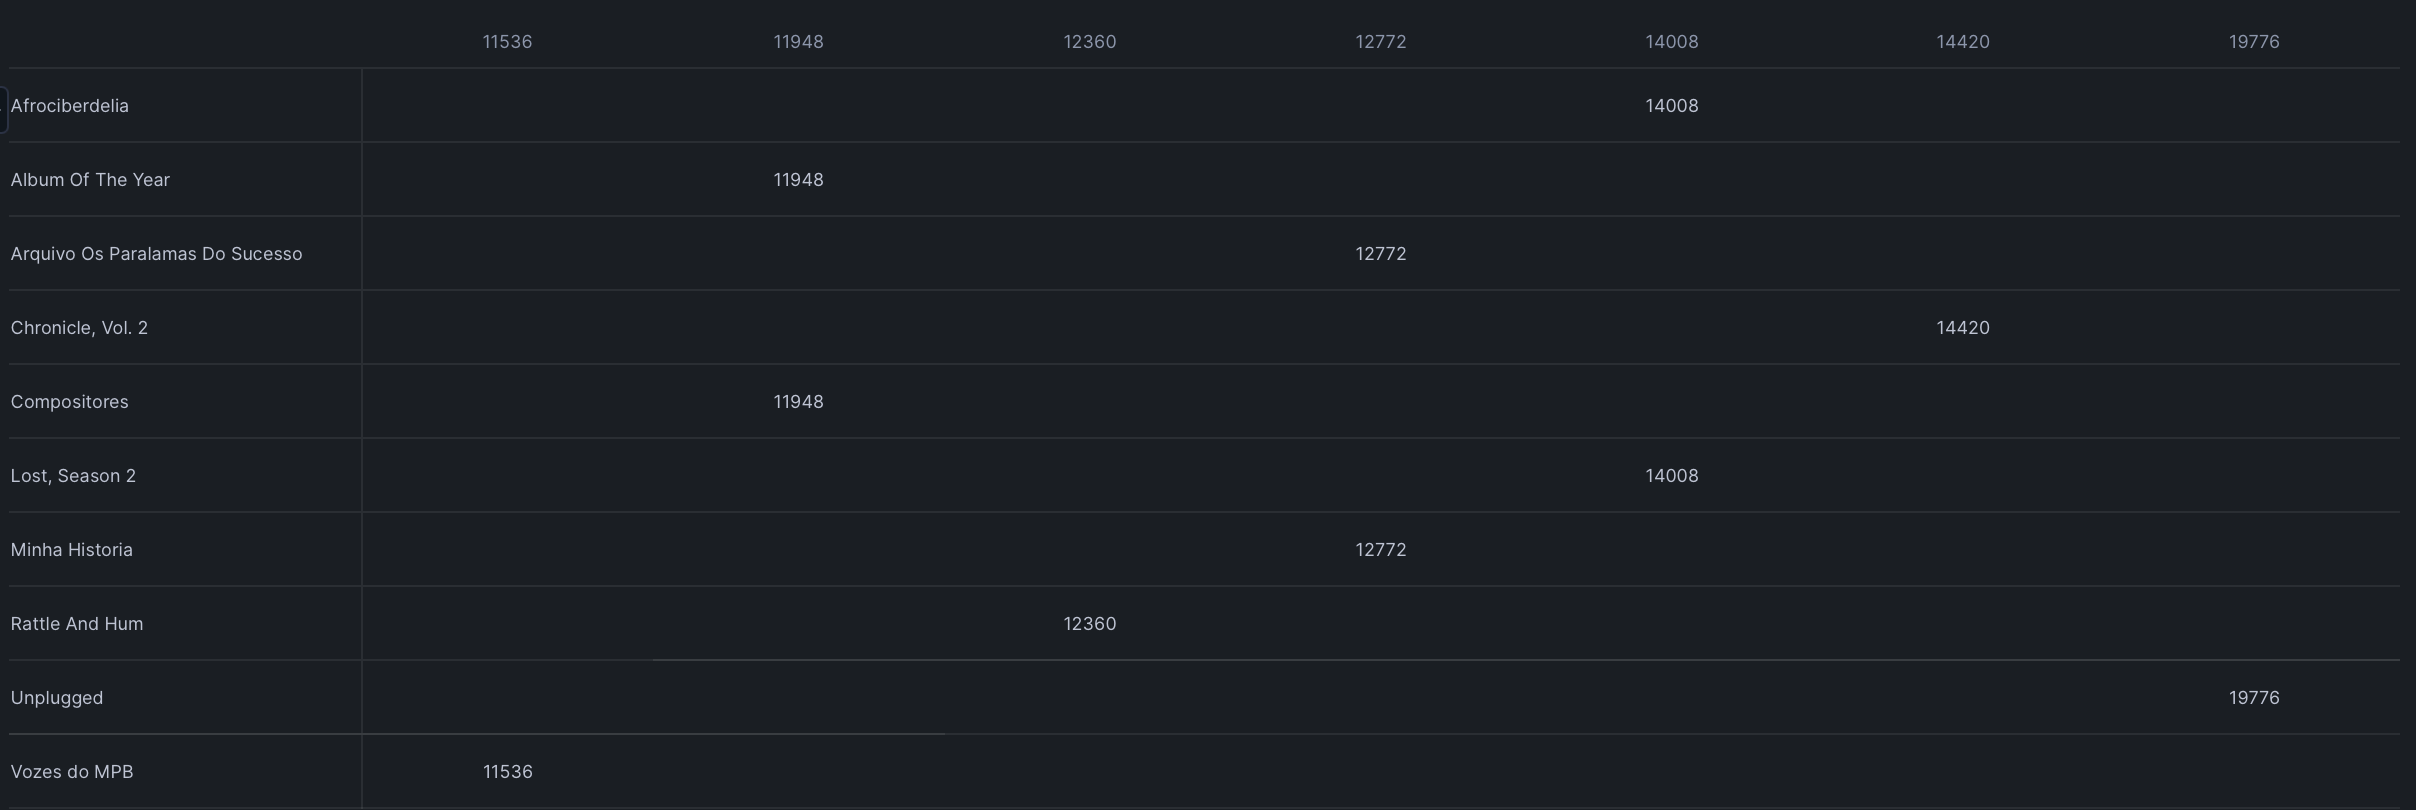 11536 11948 12360 12772 14008 14420 19776
Afrociberdelia 14008
Album Of The Year 11948
Arquivo Os Paralamas Do Sucesso 12772
Chronicle, Vol. 2 14420
Compositores 11948
Lost, Season 2 14008
Minha Historia 12772
Rattle And Hum 12360
Unplugged 19776
Vozes do MPB 11536